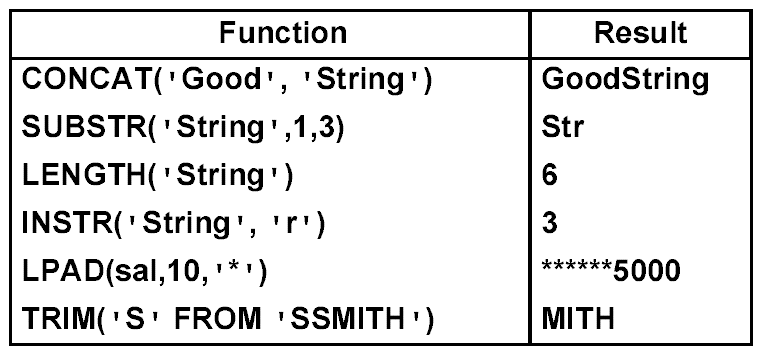 Function Result
CONCAT('Good', 'String') GoodString
SUBSTR('String',1,3) Str
LENGTH('String') 6
INSTR('String', 'r') 3
LPAD(sal,10,'*') ******5000
TRIM('S' FROM 'SSMITH') MITH